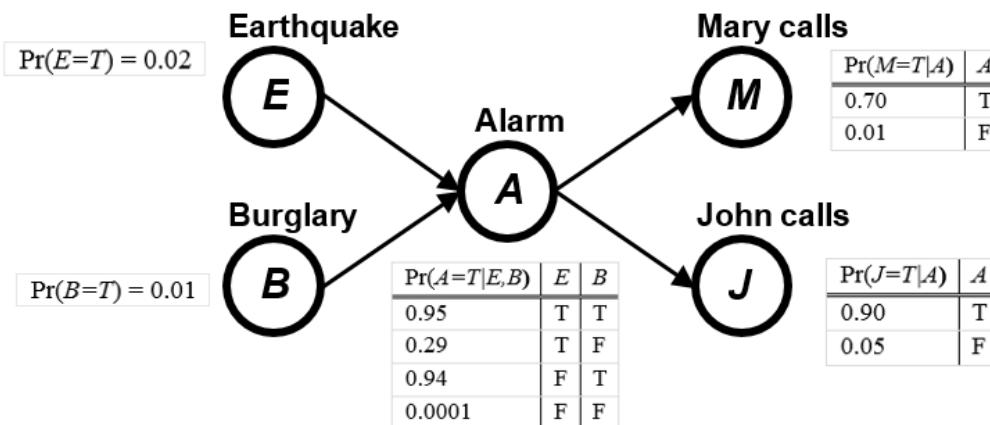 Earthquake
Pr(E=T) = 0.02
E
Mary calls
M
Pr(M=T|A) A
0.70 T
0.01 F
Alarm
A
Burglary
Pr(B=T) = 0.01
B
Pr(A=T|E,B) E B
0.95 T T
0.29 T F
0.94 F T
0.0001 F F
John calls
J
Pr(J=T|A) A
0.90 T
0.05 F